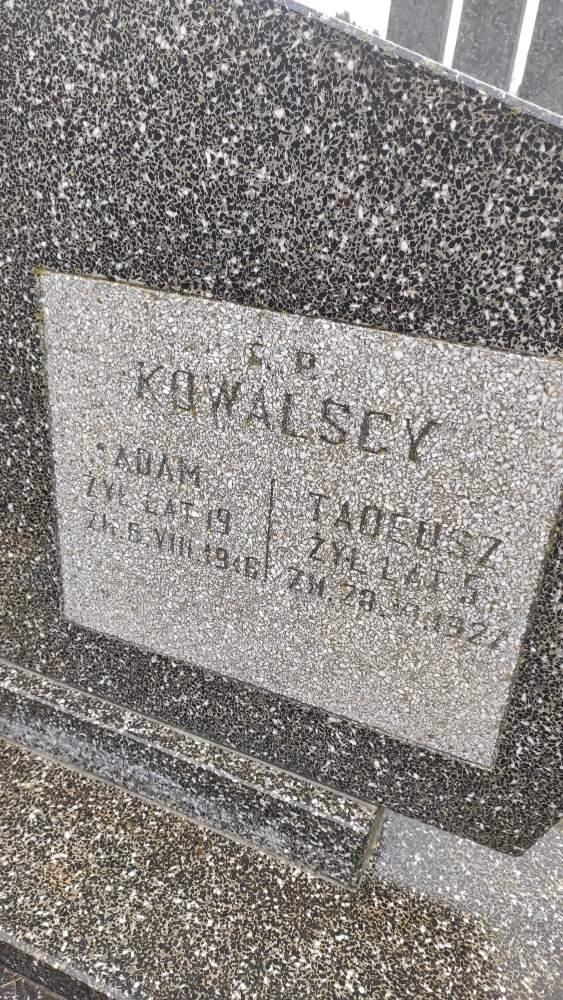 Ś. P.
KOWALSCY
ADAM
ŻYŁ LAT 19
ZM. 6 VIII 1946
TADEUSZ
ŻYŁ LAT 5
ZM. 28. 1927